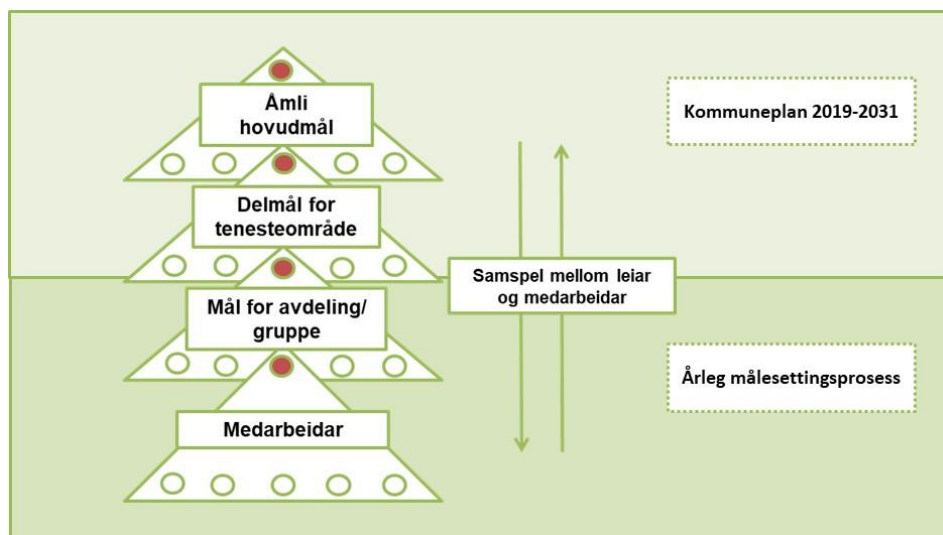 Åmli
hovudmål
Kommuneplan 2019-2031
Delmål for
tenesteområde
Samspel mellom leiar
og medarbeidar
Mål for avdeling/
gruppe
Årleg målesettingsprosess
Medarbeidar